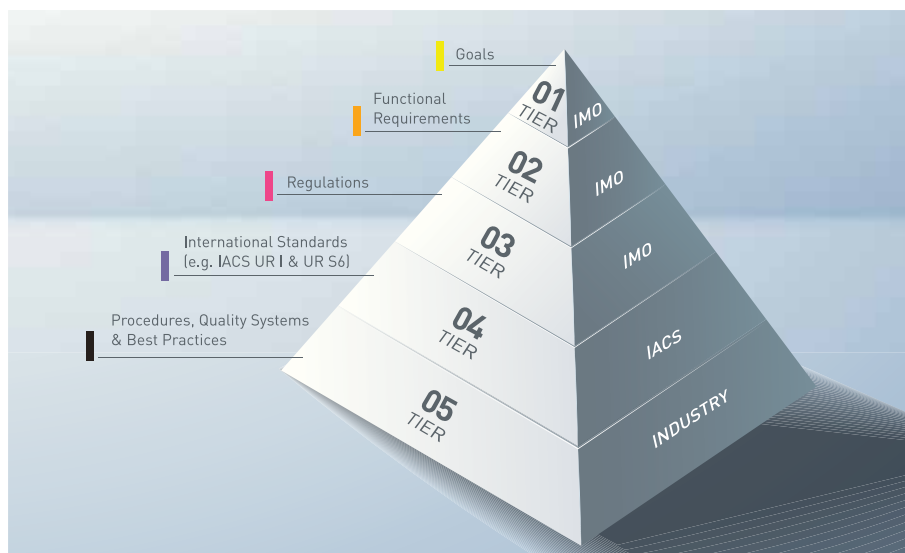 Goals
01
TIER
IMO
Functional
Requirements
02
TIER
IMO
Regulations
03
TIER
IMO
International Standards
(e.g. IACS UR I & UR S6)
04
TIER
IACS
Procedures, Quality Systems
& Best Practices
05
TIER
INDUSTRY